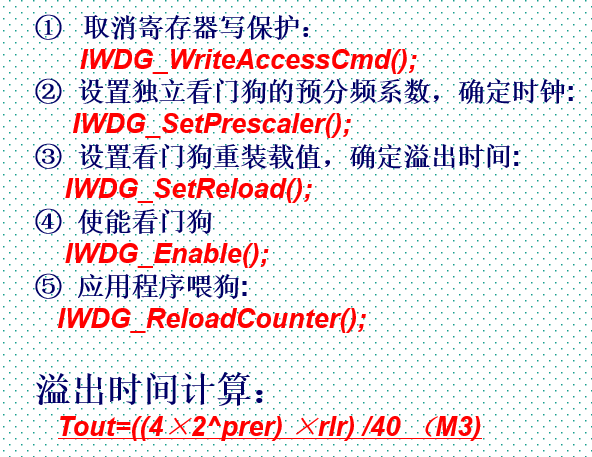 ① 取消寄存器写保护：
IWDG_WriteAccessCmd();
② 设置独立看门狗的预分频系数，确定时钟:
IWDG_SetPrescaler();
③ 设置看门狗重装载值，确定溢出时间:
IWDG_SetReload();
④ 使能看门狗
IWDG_Enable();
⑤ 应用程序喂狗:
IWDG_ReloadCounter();
溢出时间计算：
Tout=((4×2^prer) ×rlr) /40 （M3)